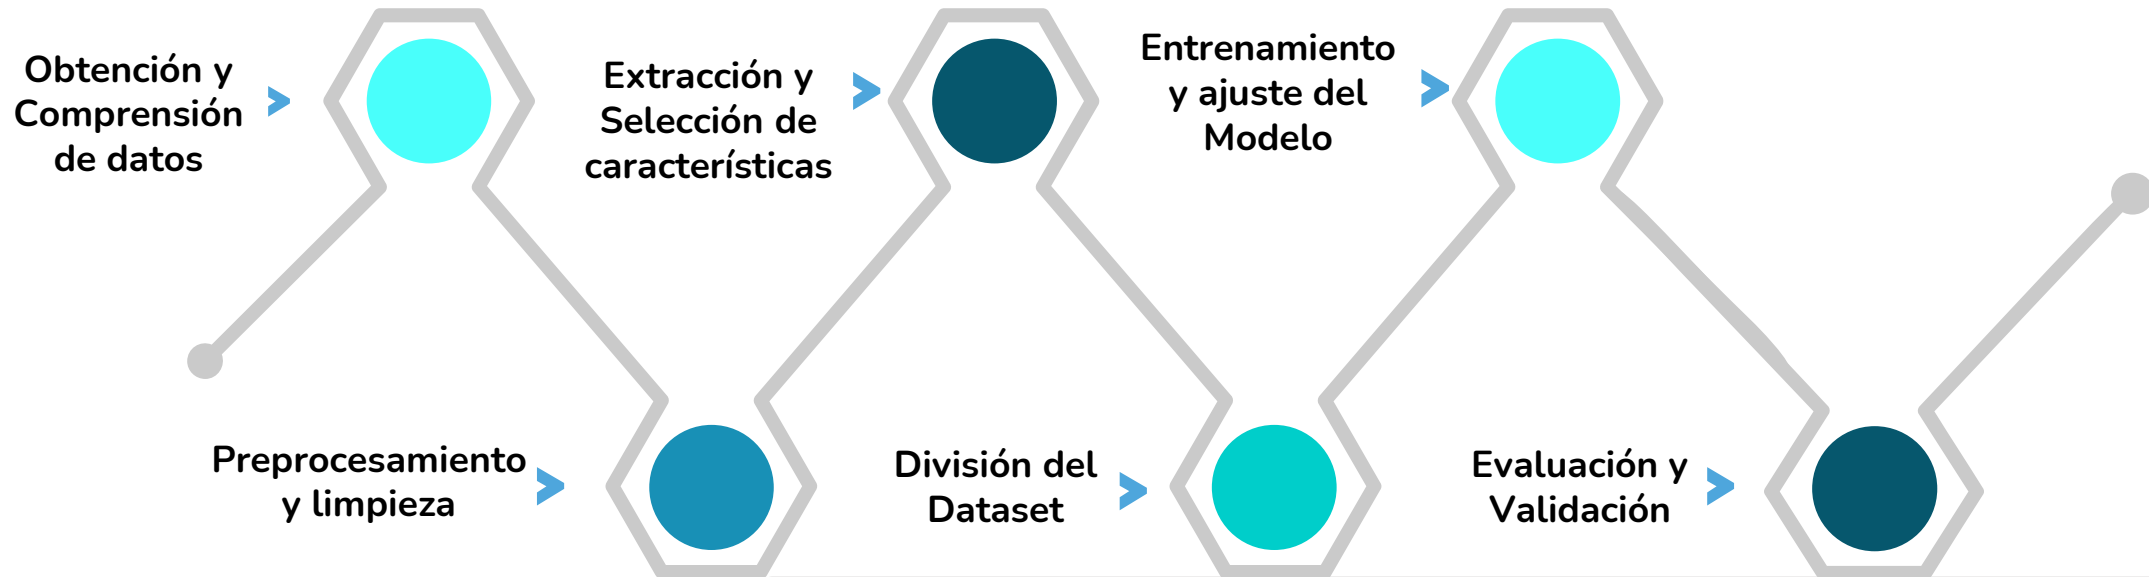 Obtención y
Comprensión
de datos
Preprocesamiento
y limpieza
Extracción y
Selección de
características
División del
Dataset
Entrenamiento
y ajuste del
Modelo
Evaluación y
Validación